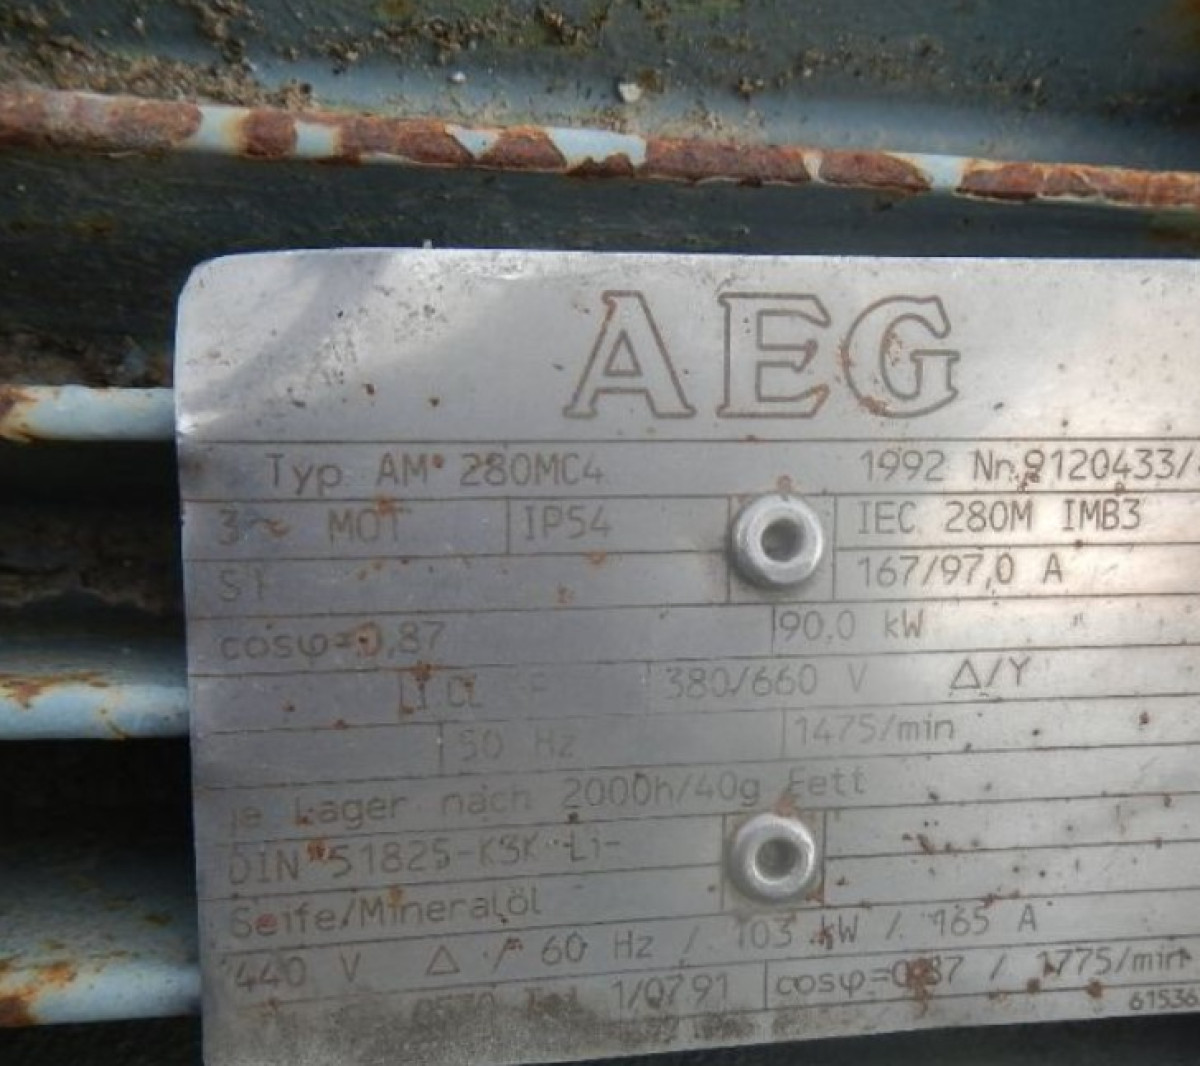 AEG
Typ AM 280MC4 1992 Nr. 9120433/
3~ MOT IP54 IEC 280M IMB3
S1 167/97,0 A
cosφ=0,87 90,0 kW
I.CL F 380/660 V Δ/Y
50 Hz 1475/min
je Lager nach 2000h/40g Fett
DIN 51825-K3K-Li-
Seife/Mineralöl
440 V Δ / 60 Hz / 103 kW / 165 A
0530 1/0791 cosφ=0,87 / 1775/min
61536